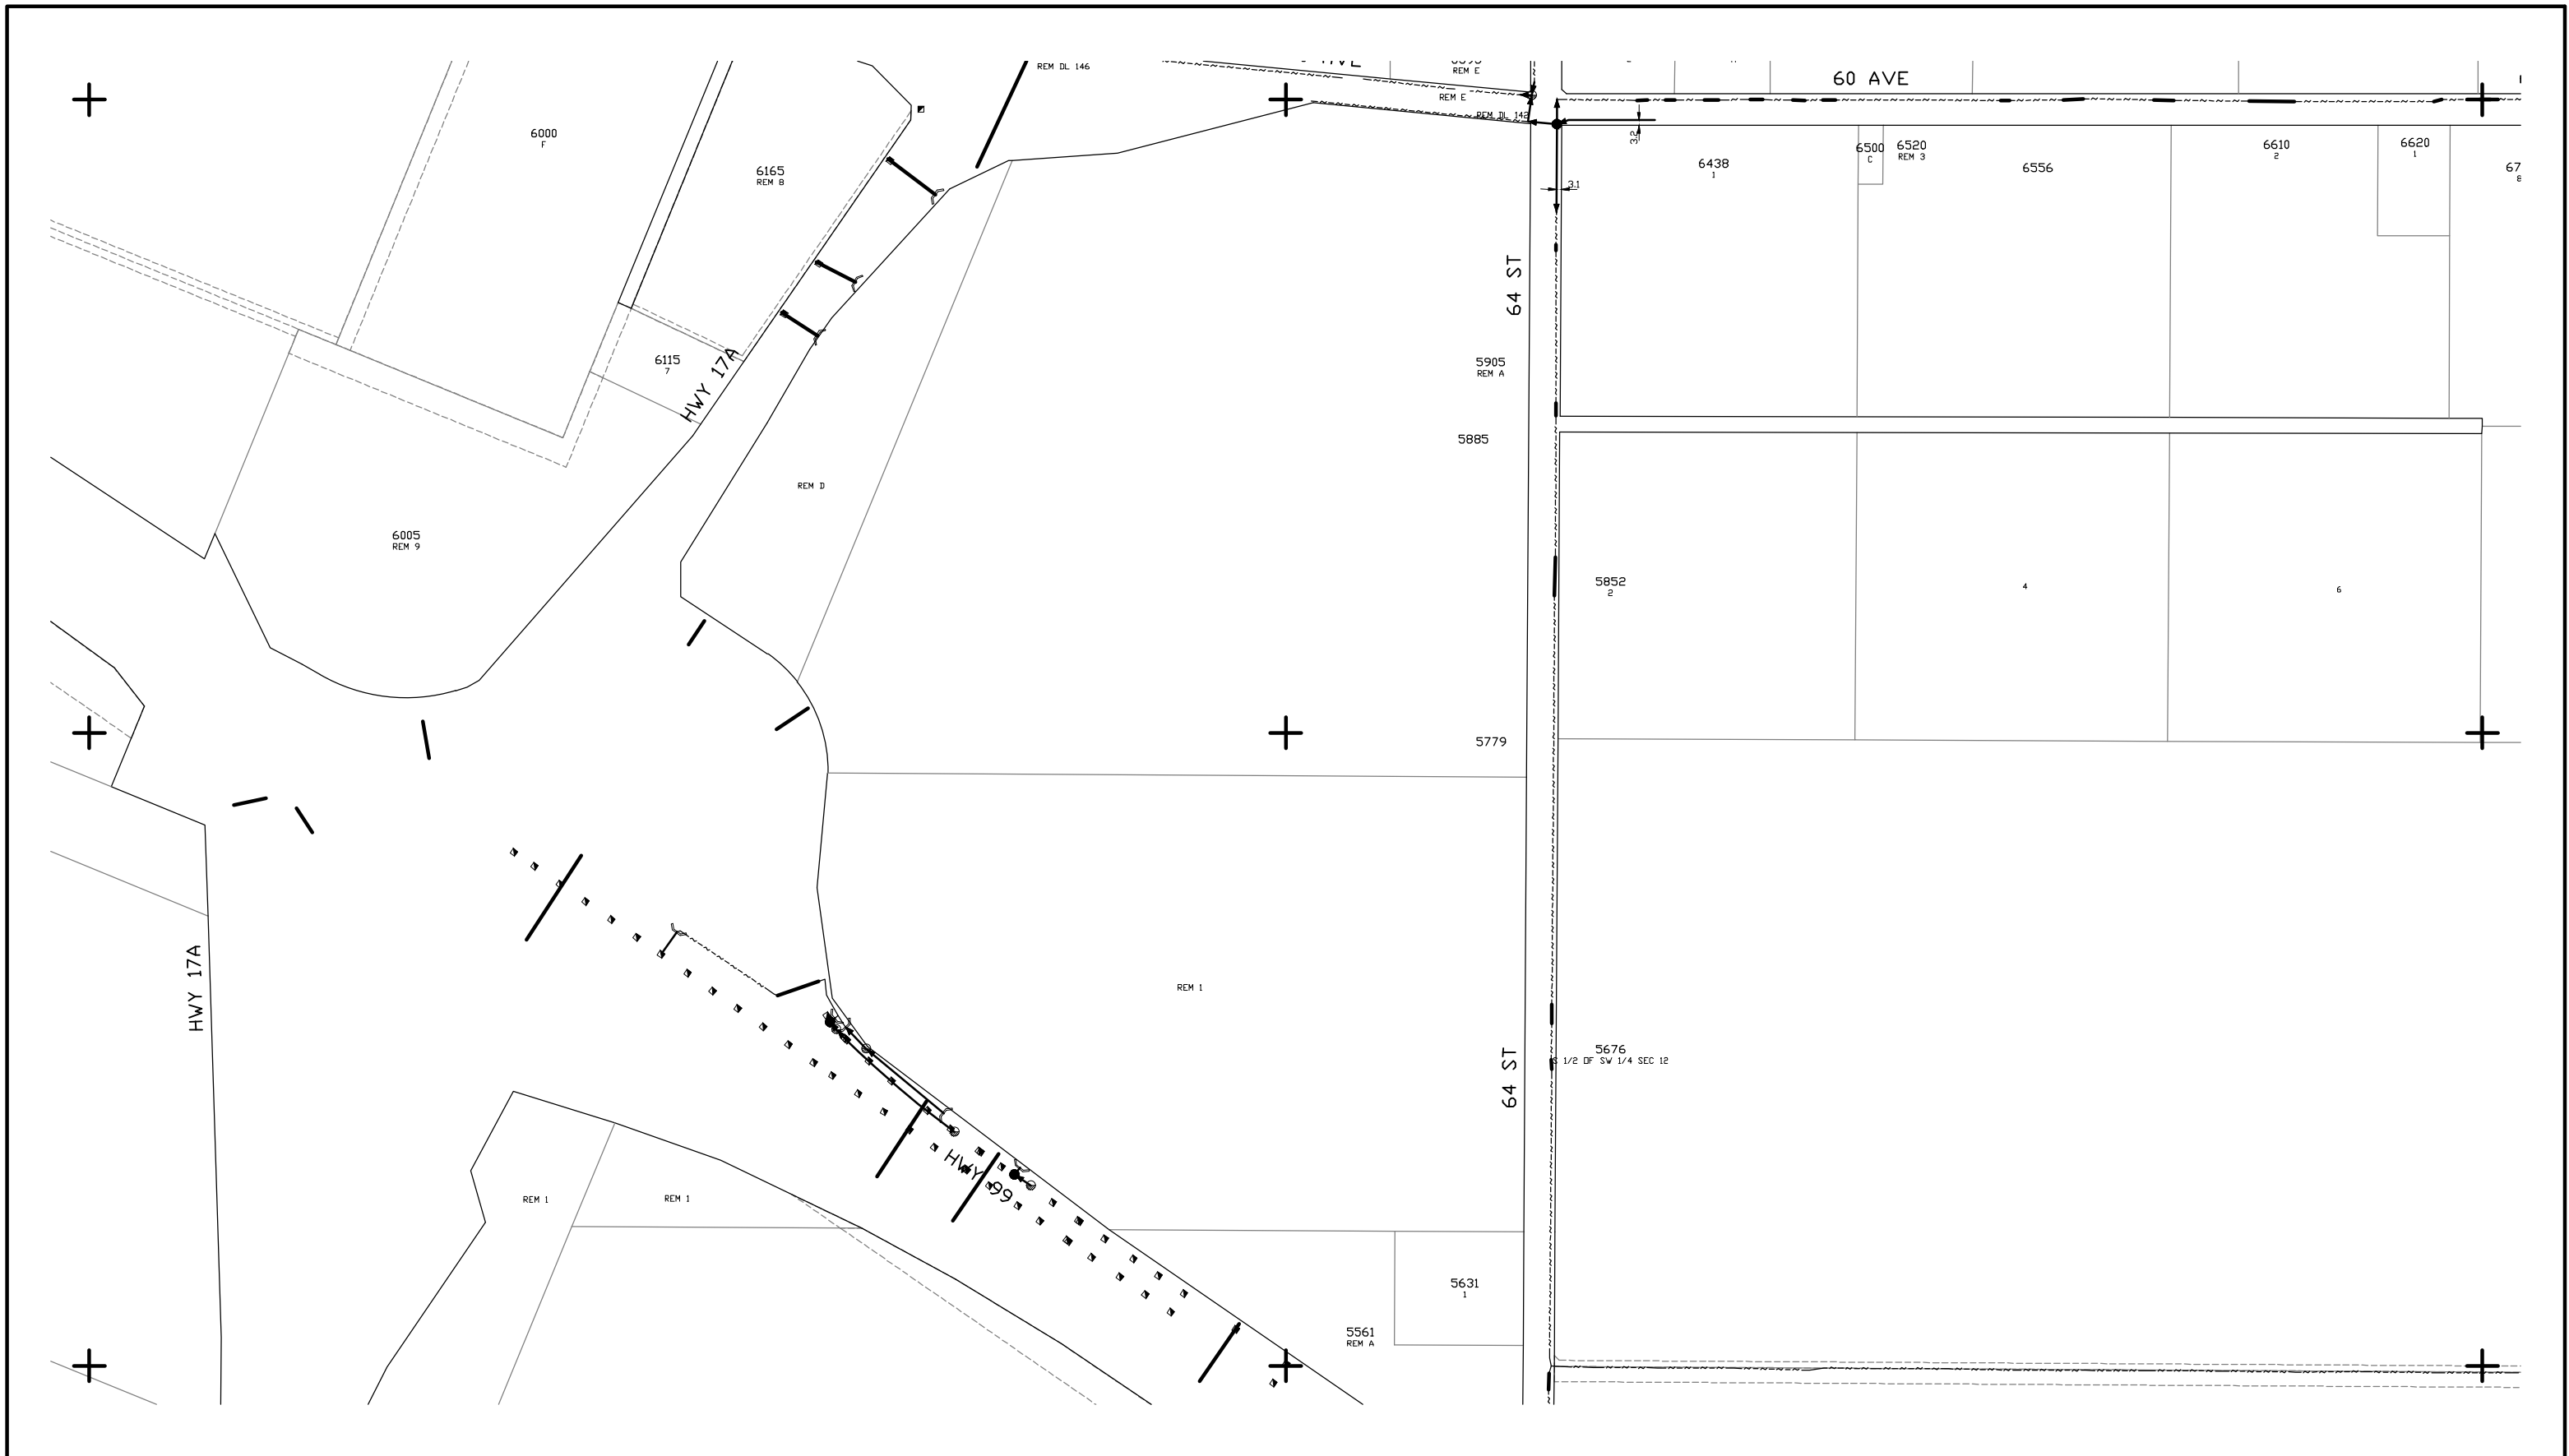 REM DL 146
REM E
60 AVE
REM E
REM DL 142
3.2
6000
F
6165
REM B
6438
1
6500
C
6520
REM 3
6556
6610
2
6620
1
3.1
64 ST
6115
7
HWY 17A
5905
REM A
5885
REM D
6005
REM 9
5852
2
4
6
5779
HWY 17A
REM 1
64 ST
5676
S 1/2 OF SW 1/4 SEC 12
HWY 99
REM 1
REM 1
5631
1
5561
REM A